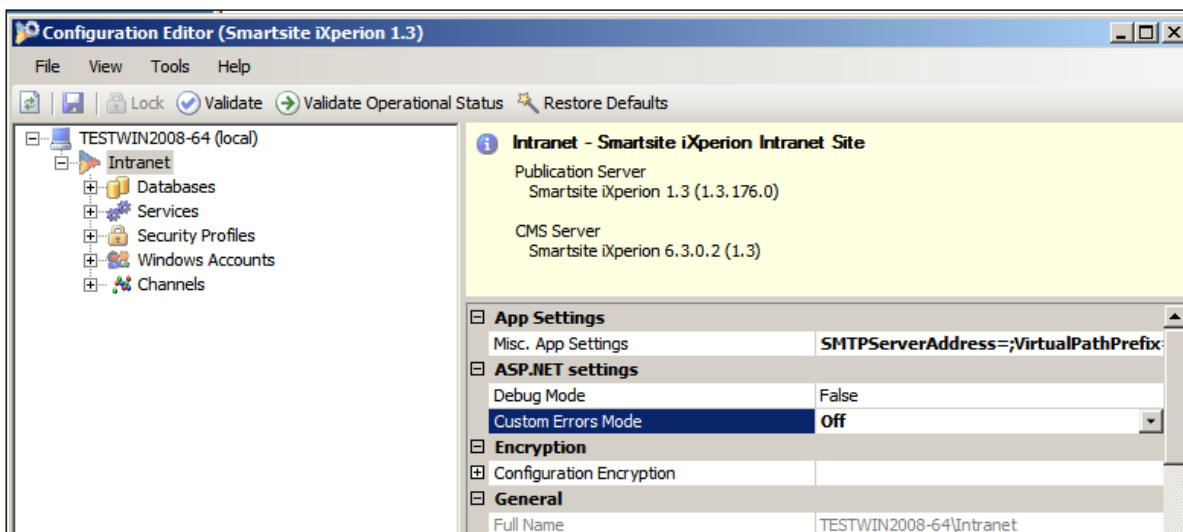 Configuration Editor (Smartsite iXperion 1.3)
File View Tools Help
Lock Validate Validate Operational Status Restore Defaults
TESTWIN2008-64 (local)
Intranet
Databases
Services
Security Profiles
Windows Accounts
Channels
Intranet - Smartsite iXperion Intranet Site
Publication Server
Smartsite iXperion 1.3 (1.3.176.0)
CMS Server
Smartsite iXperion 6.3.0.2 (1.3)
App Settings
Misc. App Settings SMTPServerAddress=;VirtualPathPrefix=
ASP.NET settings
Debug Mode False
Custom Errors Mode Off
Encryption
Configuration Encryption
General
Full Name TESTWIN2008-64\Intranet